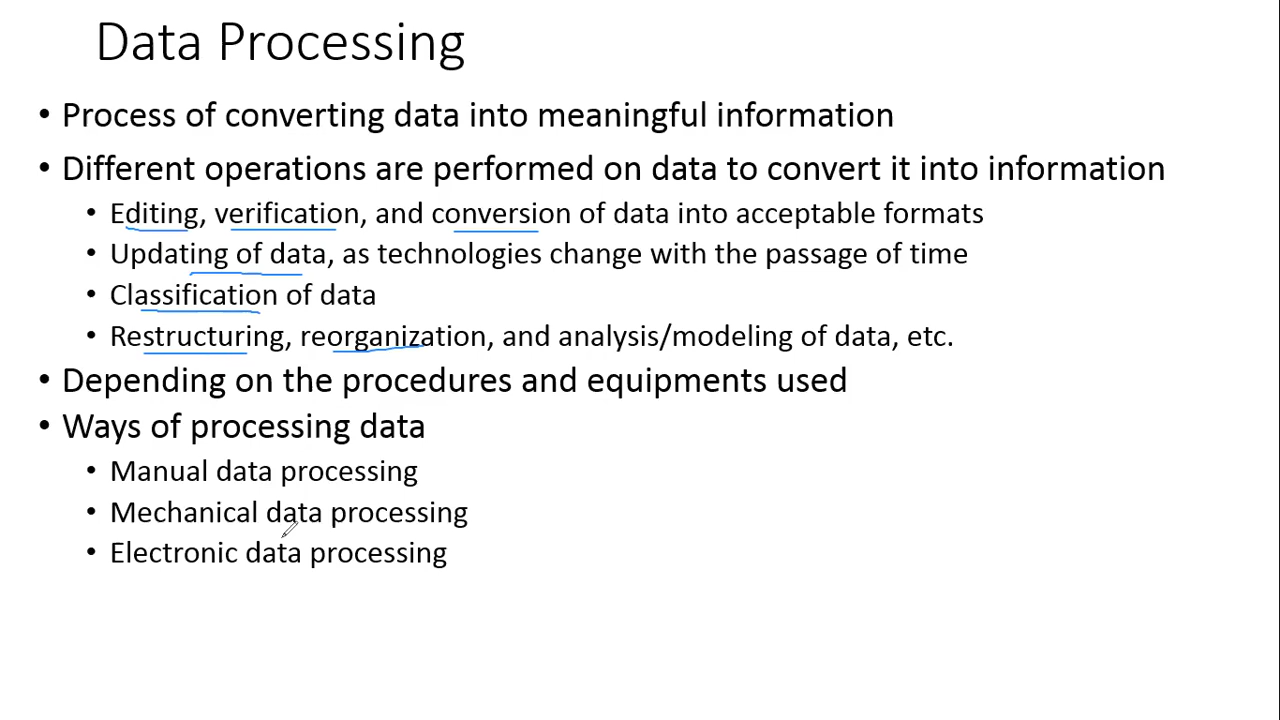 Data Processing
• Process of converting data into meaningful information
• Different operations are performed on data to convert it into information
• Editing, verification, and conversion of data into acceptable formats
• Updating of data, as technologies change with the passage of time
• Classification of data
• Restructuring, reorganization, and analysis/modeling of data, etc.
• Depending on the procedures and equipments used
• Ways of processing data
• Manual data processing
• Mechanical data processing
• Electronic data processing